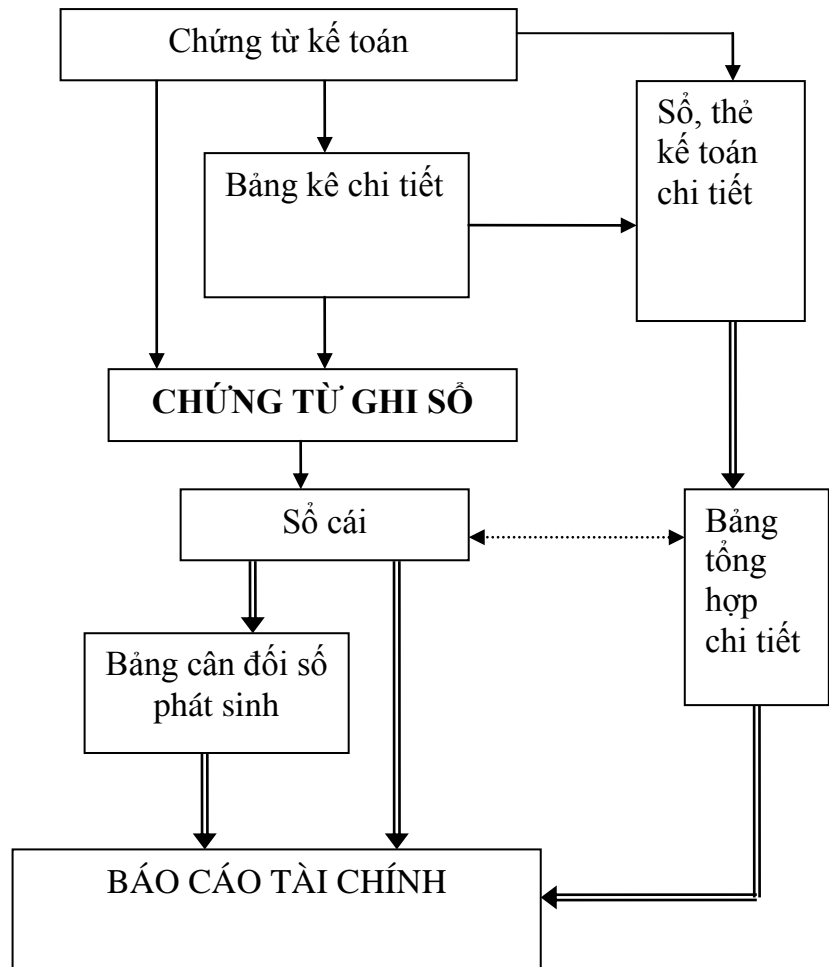 Chứng từ kế toán
Sổ, thẻ
kế toán
chi tiết
Bảng kê chi tiết
CHỨNG TỪ GHI SỔ
Sổ cái
Bảng
tổng
hợp
chi tiết
Bảng cân đối số
phát sinh
BÁO CÁO TÀI CHÍNH